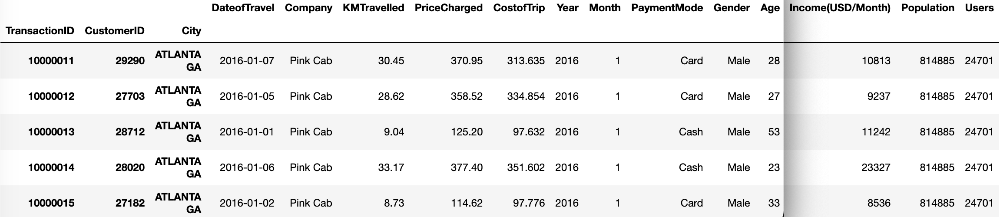 DateofTravel Company KMTravelled PriceCharged CostofTrip Year Month PaymentMode Gender Age Income(USD/Month) Population Users
TransactionID CustomerID City
10000011 29290 ATLANTA GA 2016-01-07 Pink Cab 30.45 370.95 313.635 2016 1 Card Male 28 10813 814885 24701
10000012 27703 ATLANTA GA 2016-01-05 Pink Cab 28.62 358.52 334.854 2016 1 Card Male 27 9237 814885 24701
10000013 28712 ATLANTA GA 2016-01-01 Pink Cab 9.04 125.20 97.632 2016 1 Cash Male 53 11242 814885 24701
10000014 28020 ATLANTA GA 2016-01-06 Pink Cab 33.17 377.40 351.602 2016 1 Cash Male 23 23327 814885 24701
10000015 27182 ATLANTA GA 2016-01-02 Pink Cab 8.73 114.62 97.776 2016 1 Card Male 33 8536 814885 24701